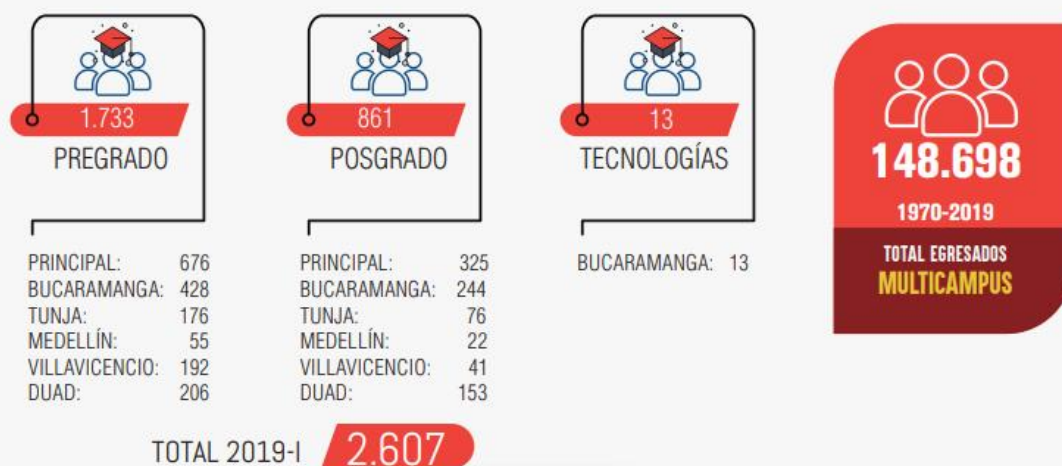 1.733
PREGRADO
PRINCIPAL: 676
BUCARAMANGA: 428
TUNJA: 176
MEDELLÍN: 55
VILLAVICENCIO: 192
DUAD: 206
861
POSGRADO
PRINCIPAL: 325
BUCARAMANGA: 244
TUNJA: 76
MEDELLÍN: 22
VILLAVICENCIO: 41
DUAD: 153
13
TECNOLOGÍAS
BUCARAMANGA: 13
TOTAL 2019-I 2.607
148.698
1970-2019
TOTAL EGRESADOS
MULTICAMPUS